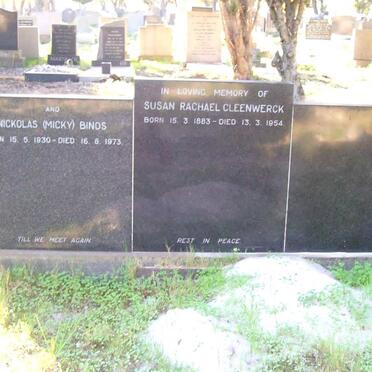 AND
NICKOLAS (MICKY) BINOS
15.5.1930 – DIED 16.8.1973
TILL WE MEET AGAIN
IN LOVING MEMORY OF
SUSAN RACHAEL CLEENWERCK
BORN 15.3.1883 – DIED 13.3.1954
REST IN PEACE